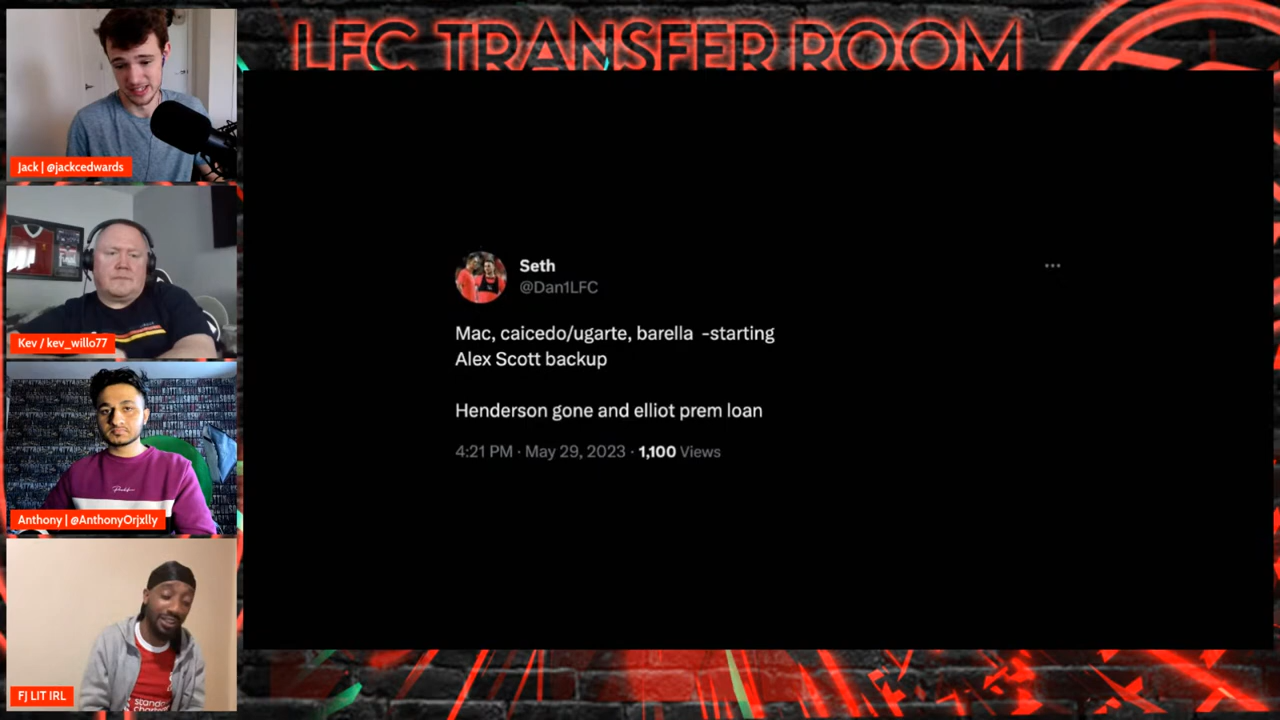 LFC TRANSFER ROOM
Jack | @jackcedwards
Kev / kev_willo77
Anthony | @AnthonyOrjxlly
FJ LIT IRL
Seth
@Dan1LFC
Mac, caicedo/ugarte, barella -starting
Alex Scott backup
Henderson gone and elliot prem loan
4:21 PM · May 29, 2023 · 1,100 Views